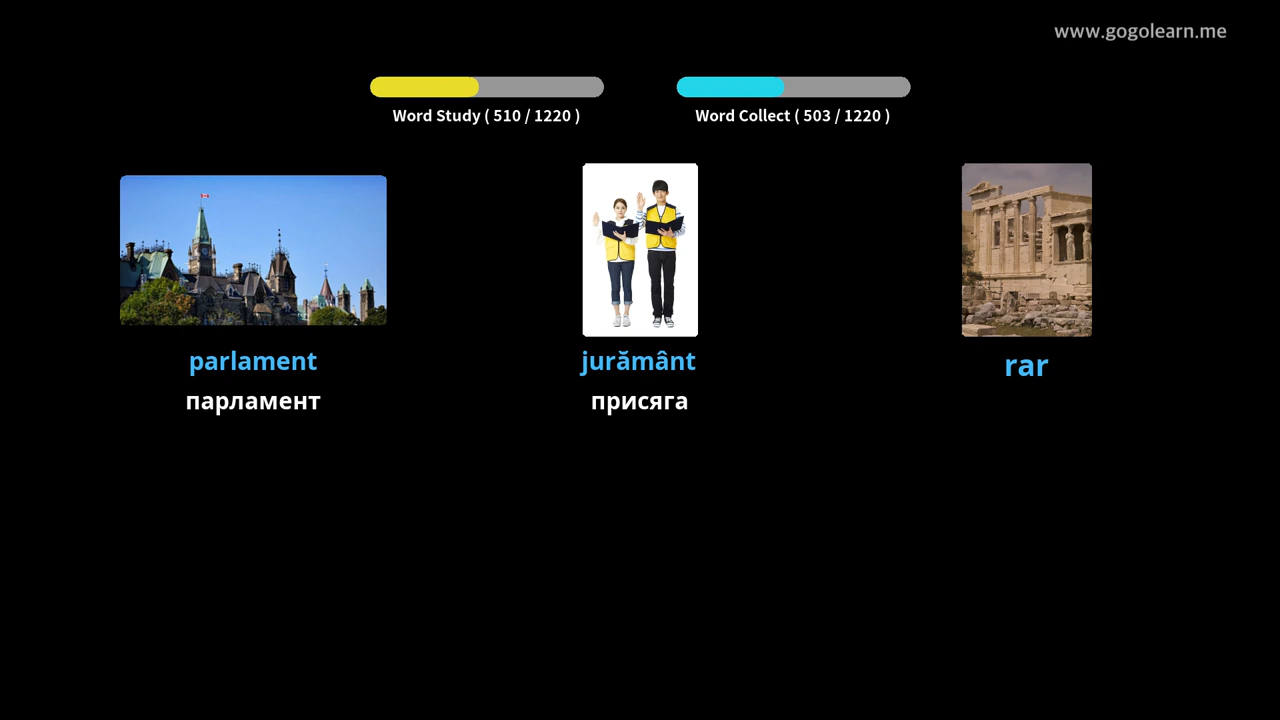 www.gogolearn.me
Word Study ( 510 / 1220 )
Word Collect ( 503 / 1220 )
parlament
парламент
jurământ
присяга
rar